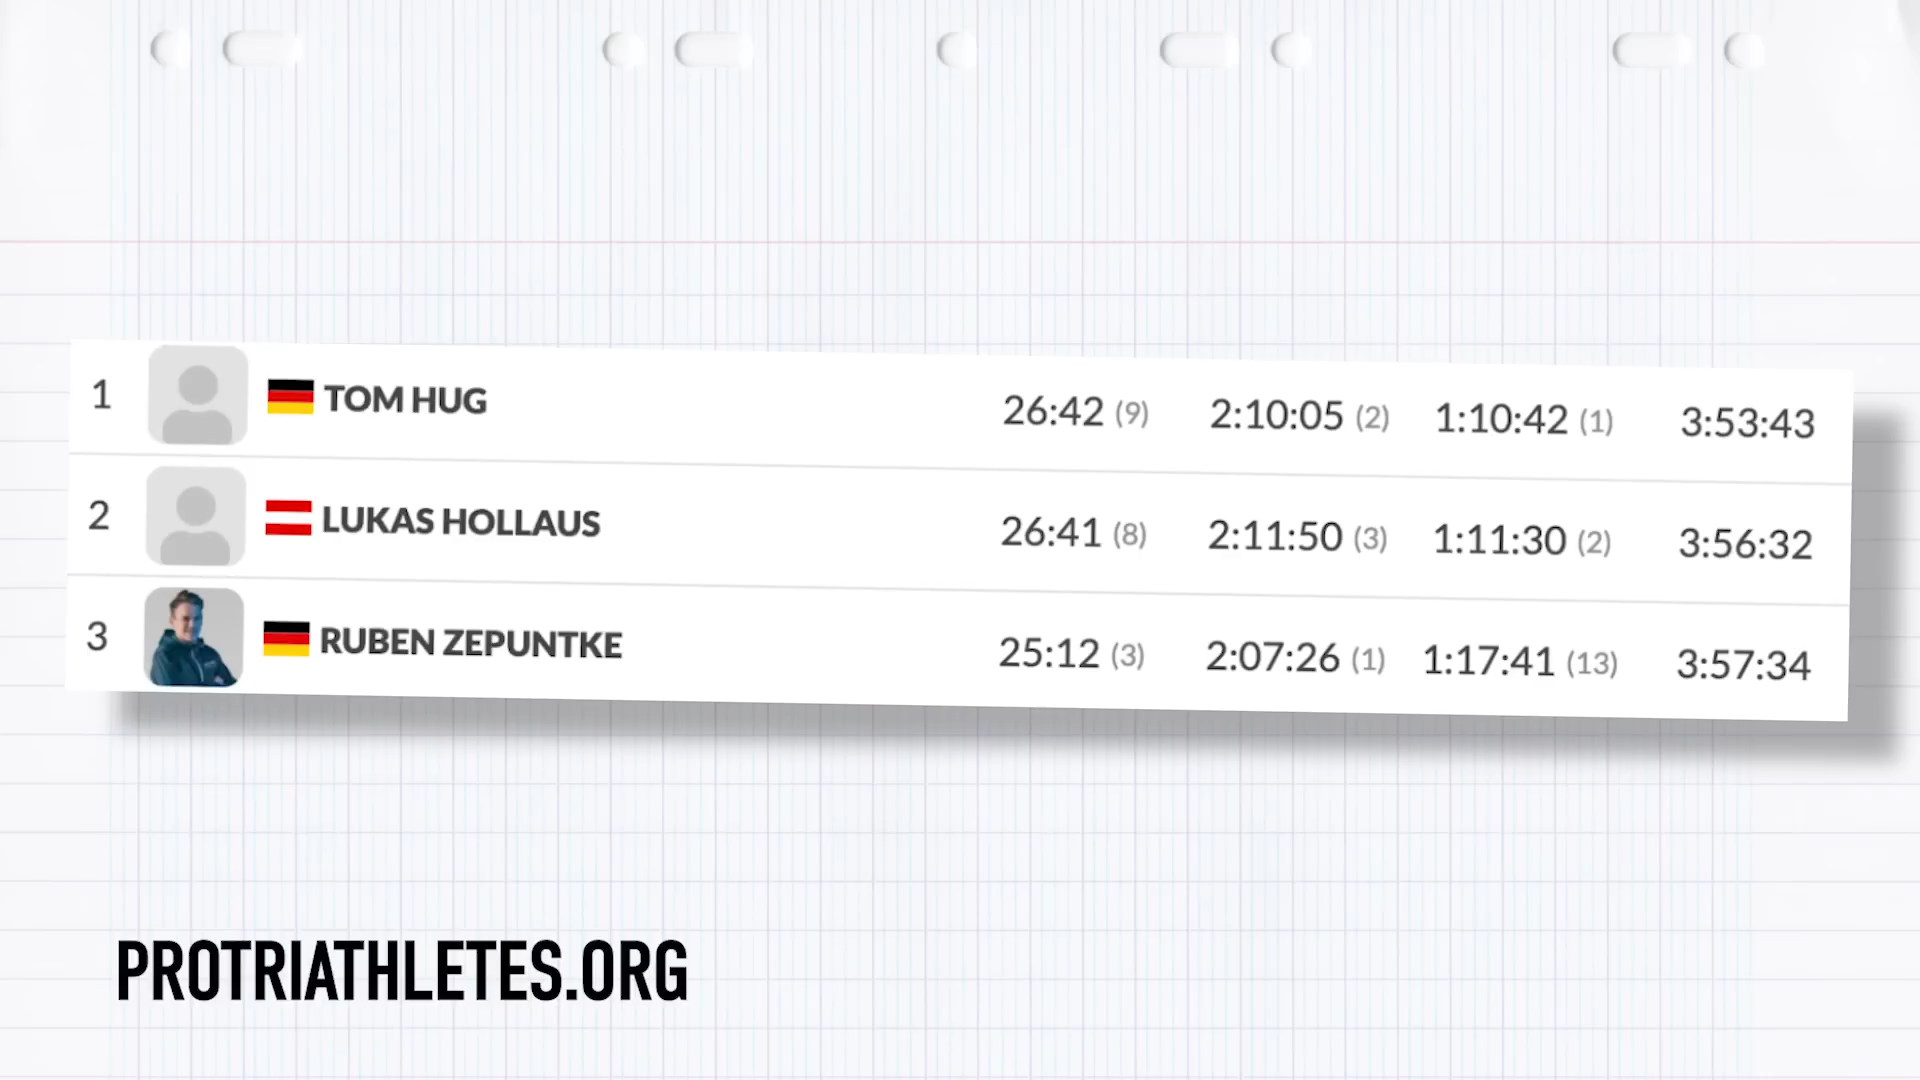 1 TOM HUG 26:42 (9) 2:10:05 (2) 1:10:42 (1) 3:53:43
2 LUKAS HOLLAUS 26:41 (8) 2:11:50 (3) 1:11:30 (2) 3:56:32
3 RUBEN ZEPUNTKE 25:12 (3) 2:07:26 (1) 1:17:41 (13) 3:57:34
PROTRIATHLETES.ORG